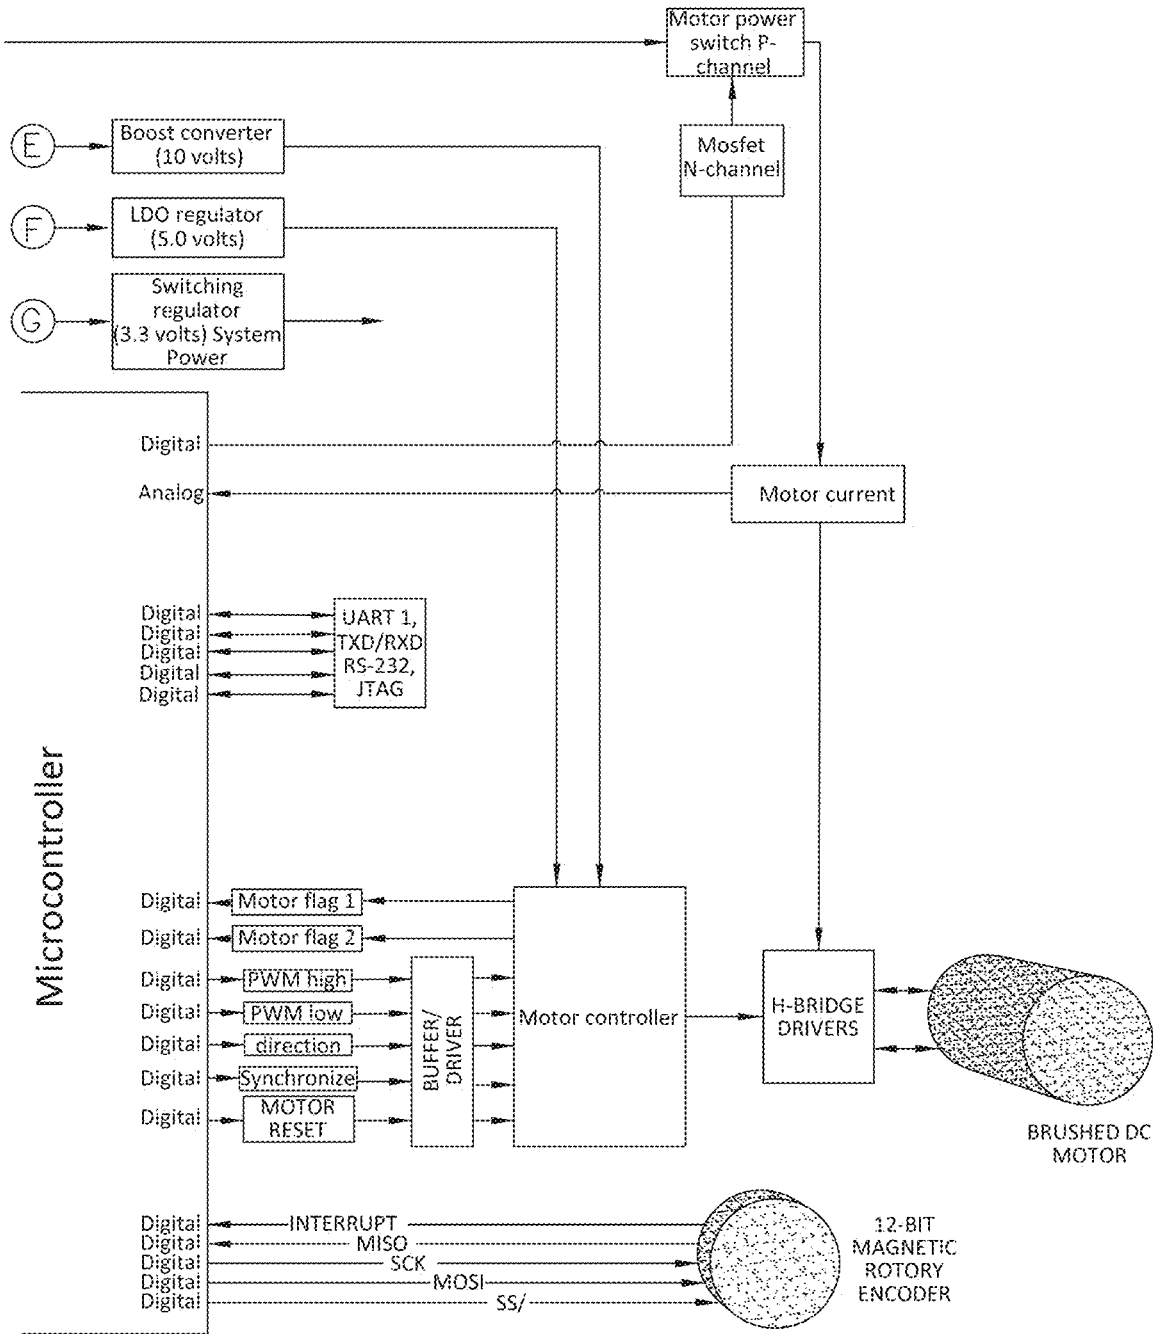 Motor power
switch P-
channel
E
Boost converter
(10 volts)
Mosfet
N-channel
F
LDO regulator
(5.0 volts)
G
Switching
regulator
(3.3 volts) System
Power
Digital
Analog
Motor current
Digital
Digital
Digital
Digital
Digital
UART 1,
TXD/RXD
RS-232,
JTAG
Microcontroller
Digital
Motor flag 1
Digital
Motor flag 2
Digital
PWM high
Digital
PWM low
Digital
direction
Digital
Synchronize
Digital
MOTOR
RESET
BUFFER/
DRIVER
Motor controller
H-BRIDGE
DRIVERS
BRUSHED DC
MOTOR
Digital
INTERRUPT
Digital
MISO
Digital
SCK
Digital
MOSI
Digital
SS/
12-BIT
MAGNETIC
ROTORY
ENCODER